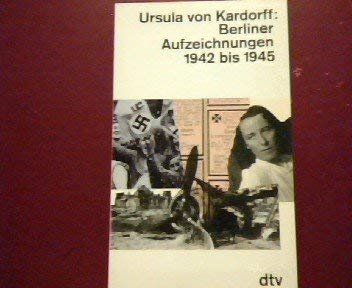 Ursula von Kardorff:
Berliner
Aufzeichnungen
1942 bis 1945
dtv